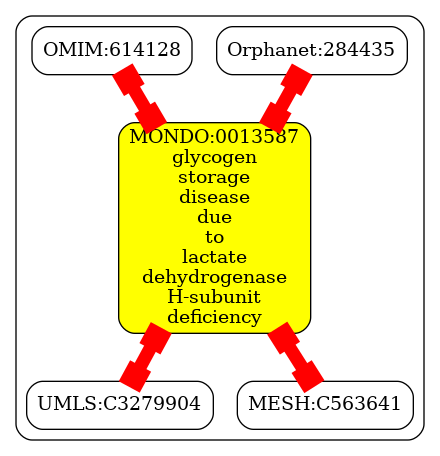 OMIM:614128
Orphanet:284435
MONDO:0013587
glycogen
storage
disease
due
to
lactate
dehydrogenase
H-subunit
deficiency
UMLS:C3279904
MESH:C563641